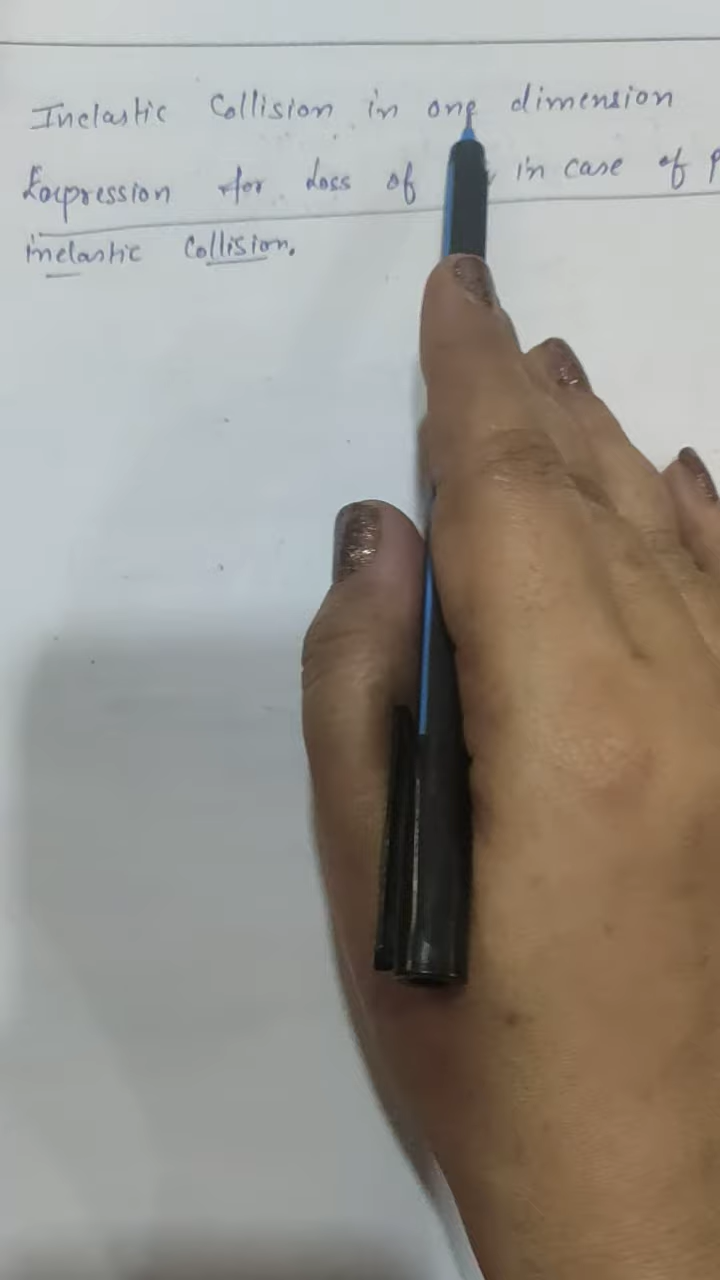 Inelastic Collision in one dimension
Expression for loss of in case of
inelastic Collision.